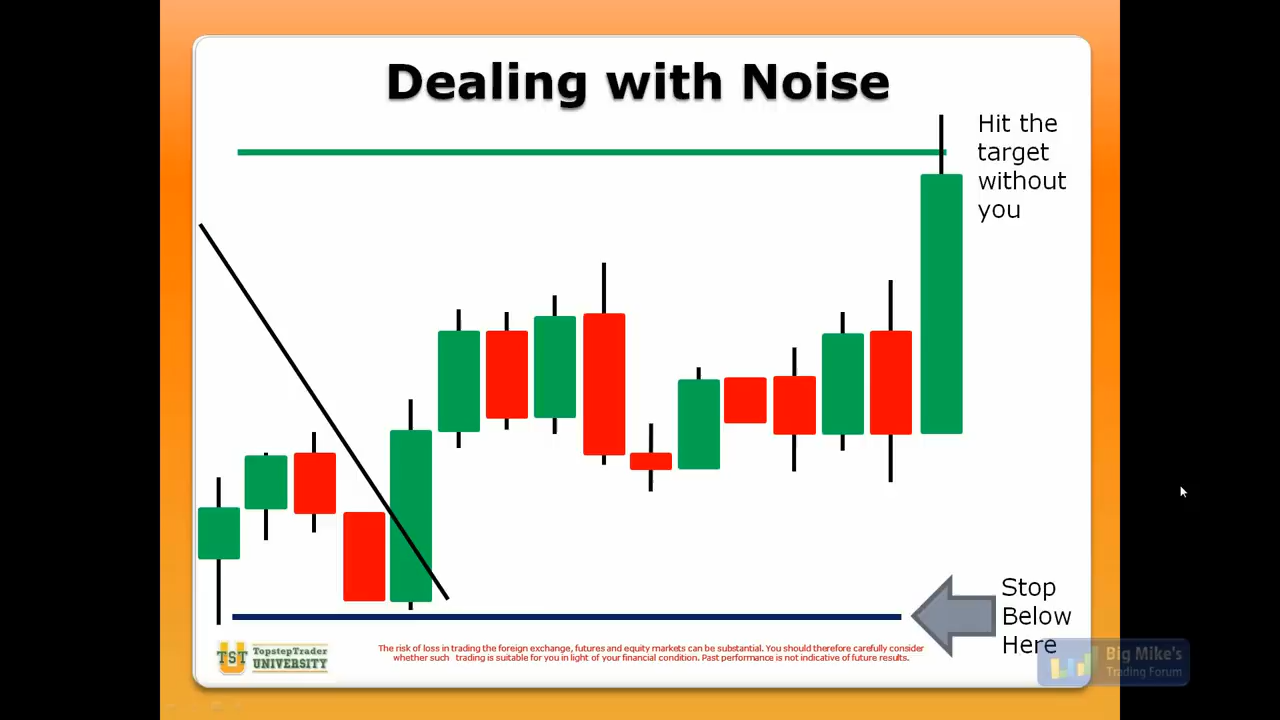 Dealing with Noise
Hit the
target
without
you
Stop
Below
Here
TST
TopstepTrader
UNIVERSITY
The risk of loss in trading the foreign exchange, futures and equity markets can be substantial. You should therefore carefully consider
whether such trading is suitable for you in light of your financial condition. Past performance is not indicative of future results.
Big Mike's
Trading Forum